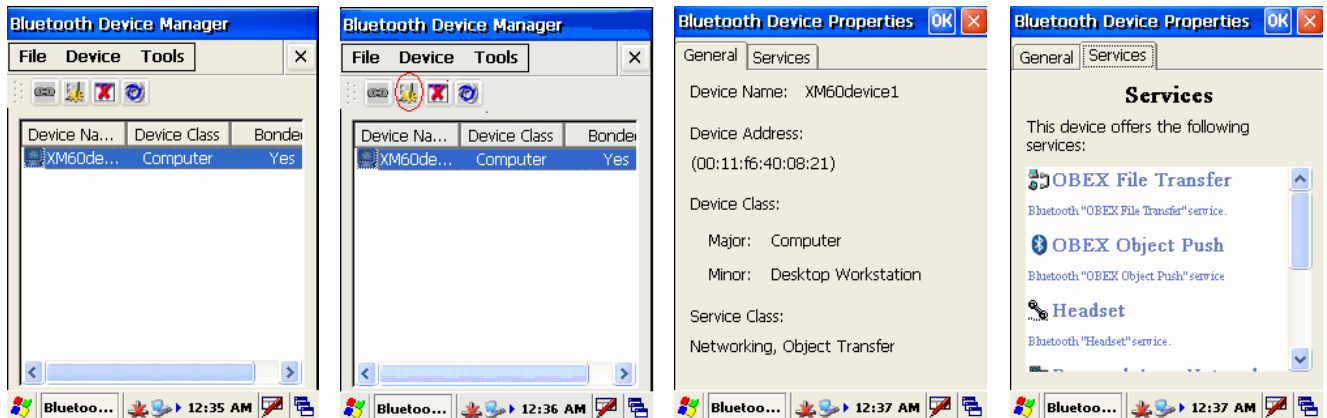 Bluetooth Device Manager
File Device Tools
Device Na... Device Class Bonde
XM60de... Computer Yes
Bluetoo... 12:35 AM
Bluetooth Device Manager
File Device Tools
Device Na... Device Class Bonde
XM60de... Computer Yes
Bluetoo... 12:36 AM
Bluetooth Device Properties OK
General Services
Device Name: XM60device1
Device Address:
(00:11:f6:40:08:21)
Device Class:
Major: Computer
Minor: Desktop Workstation
Service Class:
Networking, Object Transfer
Bluetoo... 12:37 AM
Bluetooth Device Properties OK
General Services
Services
This device offers the following
services:
OBEX File Transfer
Bluetooth "OBEX File Transfer" service.
OBEX Object Push
Bluetooth "OBEX Object Push" service
Headset
Bluetooth "Headset" service.
Bluetoo... 12:37 AM